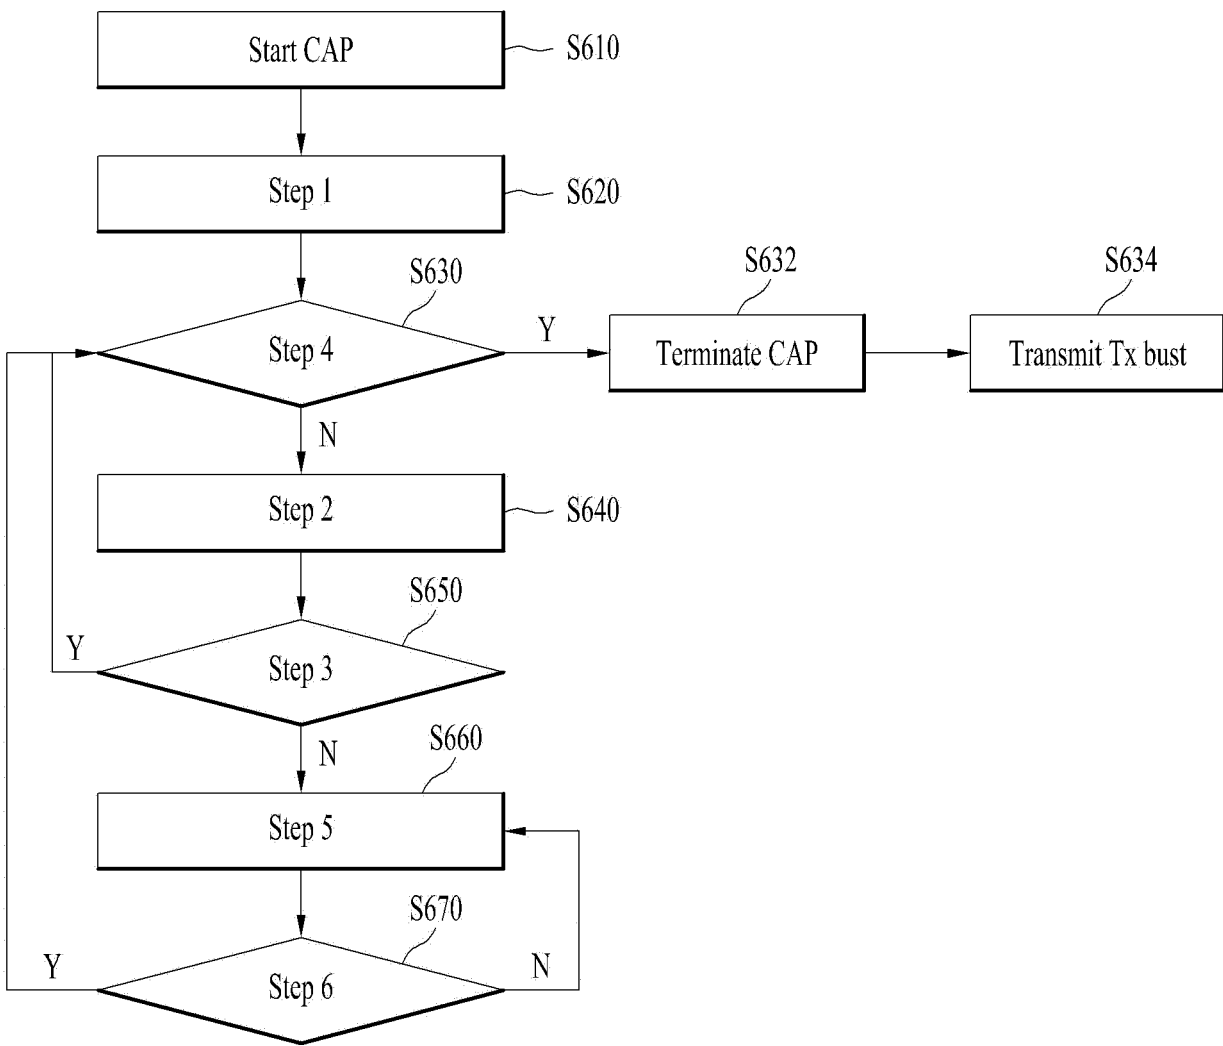 Start CAP
S610
Step 1
S620
S630
Step 4
Y
S632
Terminate CAP
S634
Transmit Tx bust
N
Step 2
S640
S650
Step 3
Y
N
S660
Step 5
S670
Step 6
Y
N